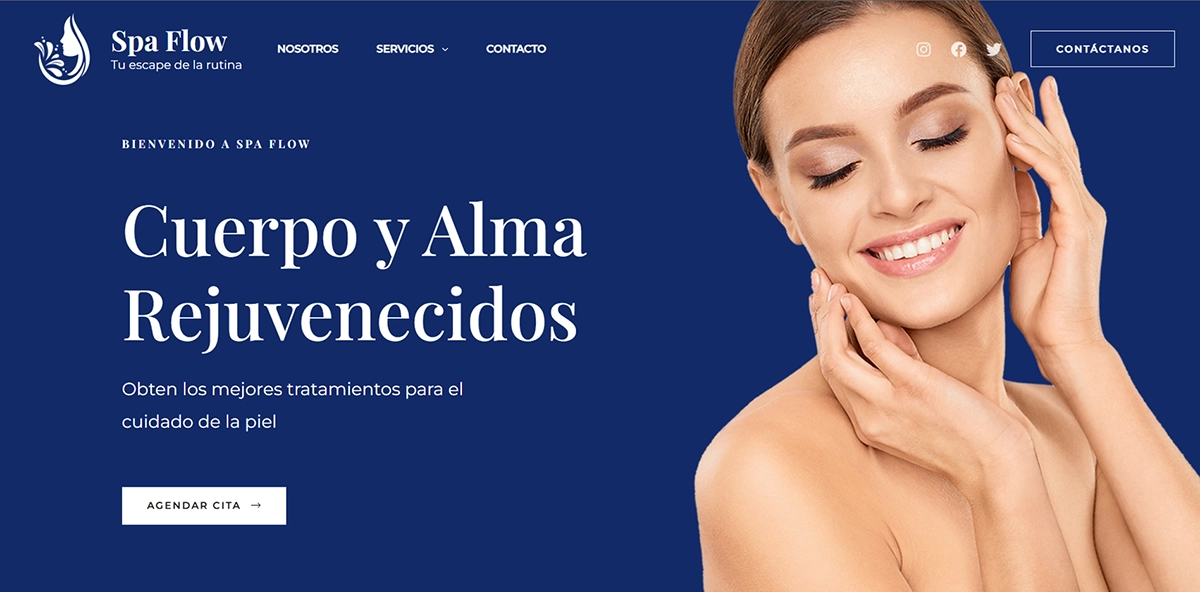 Spa Flow
Tu escape de la rutina
NOSOTROS
SERVICIOS
CONTACTO
CONTÁCTANOS
BIENVENIDO A SPA FLOW
Cuerpo y Alma
Rejuvenecidos
Obten los mejores tratamientos para el
cuidado de la piel
AGENDAR CITA →